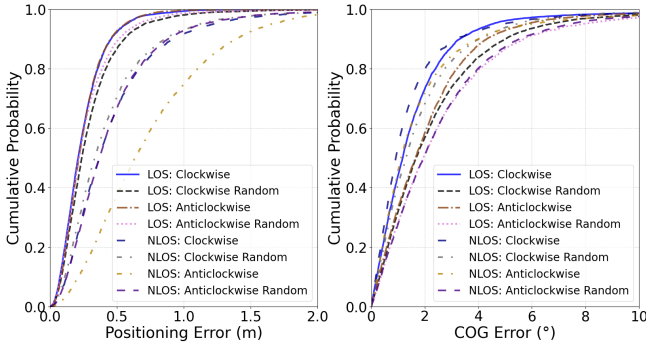 1.0
0.8
0.6
0.4
0.2
0.0
Cumulative Probability
LOS: Clockwise
LOS: Clockwise Random
LOS: Anticlockwise
LOS: Anticlockwise Random
NLOS: Clockwise
NLOS: Clockwise Random
NLOS: Anticlockwise
NLOS: Anticlockwise Random
0.0 0.5 1.0 1.5 2.0
Positioning Error (m)
1.0
0.8
0.6
0.4
0.2
0.0
Cumulative Probability
LOS: Clockwise
LOS: Clockwise Random
LOS: Anticlockwise
LOS: Anticlockwise Random
NLOS: Clockwise
NLOS: Clockwise Random
NLOS: Anticlockwise
NLOS: Anticlockwise Random
0 2 4 6 8 10
COG Error (°)